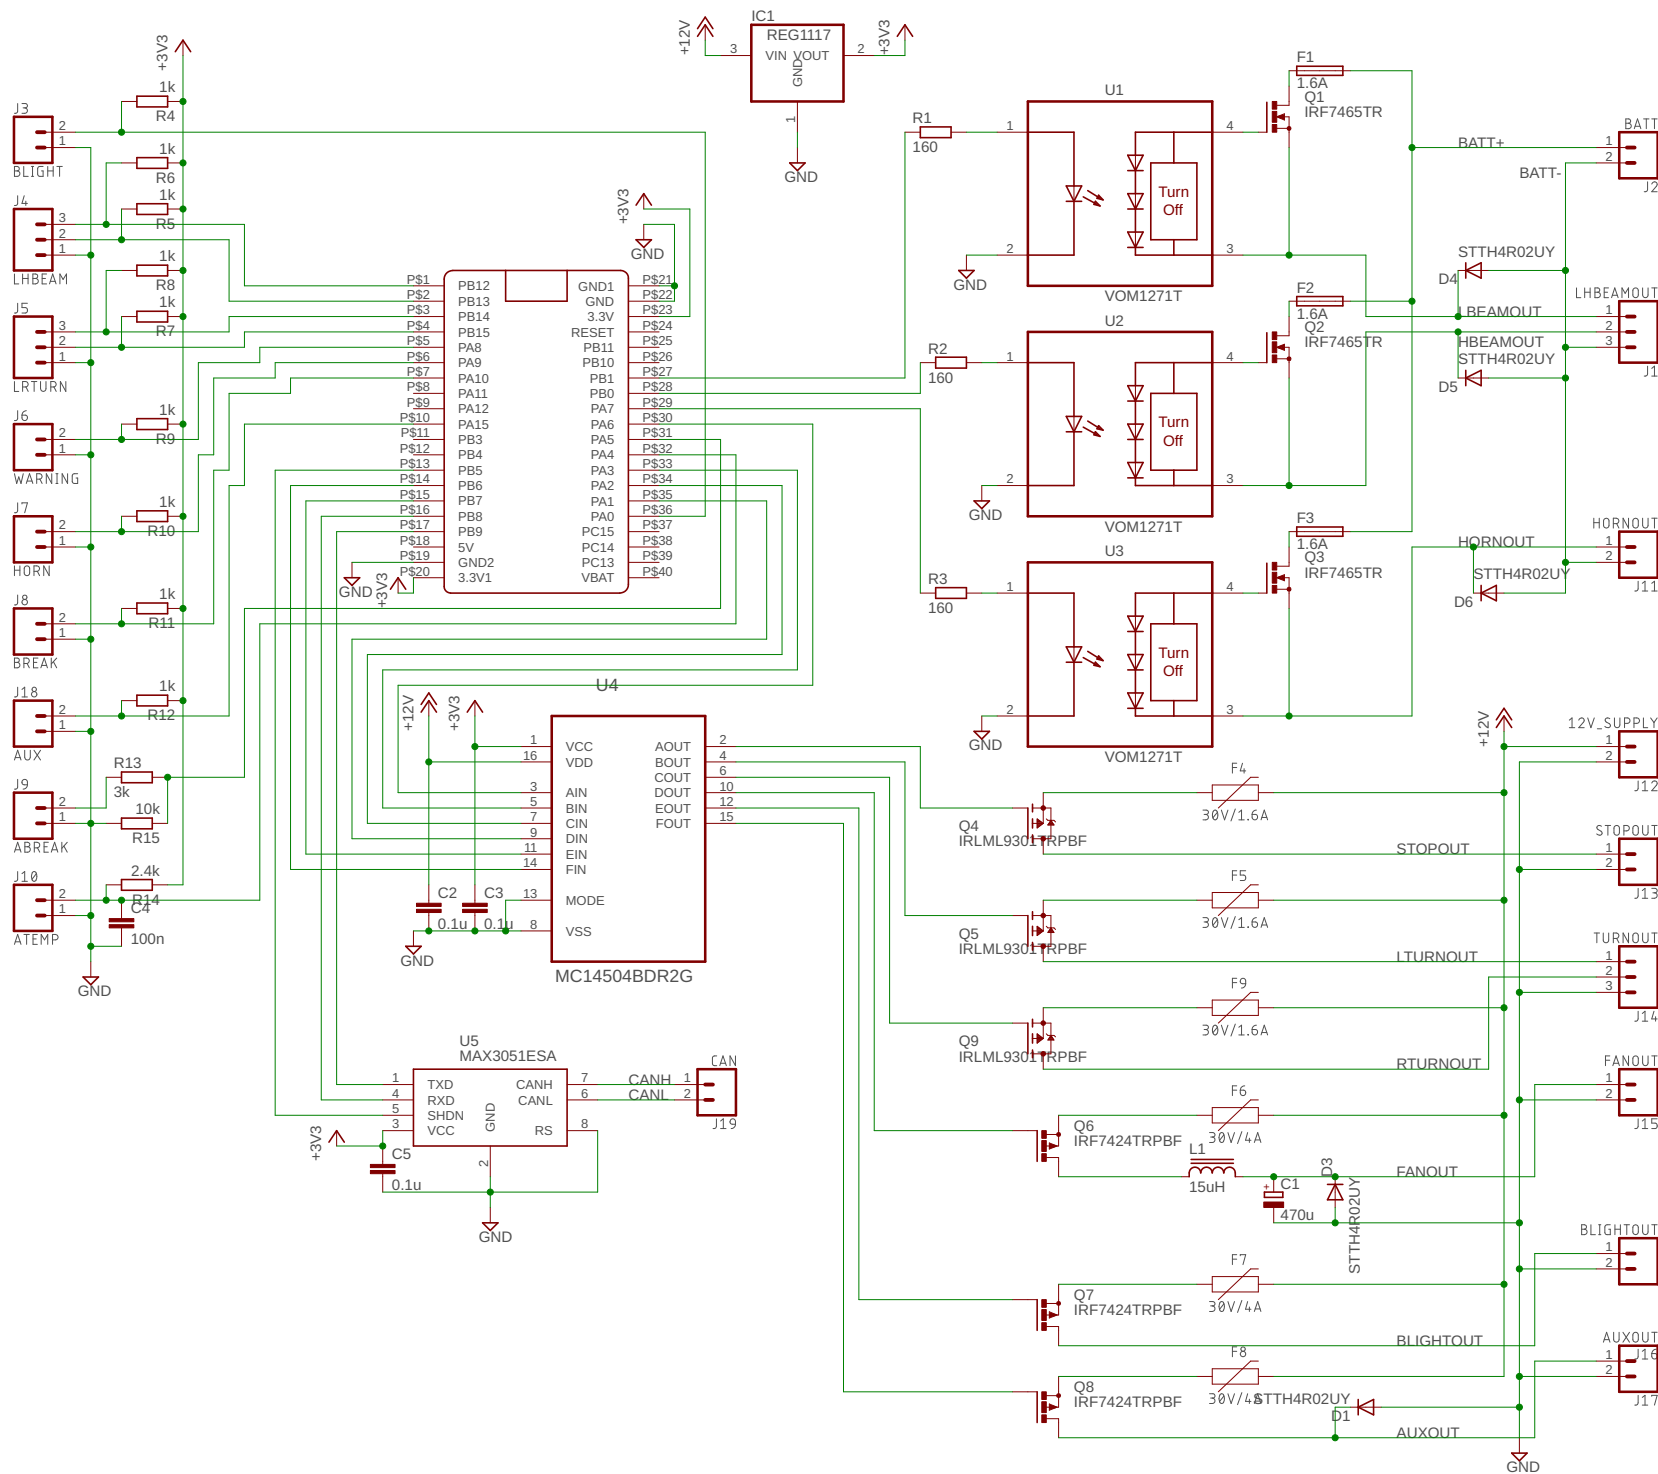 IC1
REG1117
+12V
3
VIN
VOUT
2
+3V3
GND
1
GND
+3V3
1k
R4
J3
2
1
BLIGHT
1k
R6
1k
R5
J4
3
2
1
LHBEAM
1k
R8
1k
R7
J5
3
2
1
LRTURN
1k
R9
J6
2
1
WARNING
1k
R10
J7
2
1
HORN
1k
R11
J8
2
1
BREAK
1k
R12
J18
2
1
AUX
R13
3k
J9
2
1
ABREAK
10k
R15
2.4k
R14
J10
2
1
ATEMP
C4
100n
GND
+3V3
GND
P$1 PB12
P$2 PB13
P$3 PB14
P$4 PB15
P$5 PA8
P$6 PA9
P$7 PA10
P$8 PA11
P$9 PA12
P$10 PA15
P$11 PB3
P$12 PB4
P$13 PB5
P$14 PB6
P$15 PB7
P$16 PB8
P$17 PB9
P$18 5V
P$19 GND2
P$20 3.3V1
GND1 P$21
GND P$22
3.3V P$23
RESET P$24
PB11 P$25
PB10 P$26
PB1 P$27
PB0 P$28
PA7 P$29
PA6 P$30
PA5 P$31
PA4 P$32
PA3 P$33
PA2 P$34
PA1 P$35
PA0 P$36
PC15 P$37
PC14 P$38
PC13 P$39
VBAT P$40
GND
+3V3
R1
160
U1
1
2
4
3
Turn
Off
VOM1271T
GND
F1
1.6A
Q1
IRF7465TR
R2
160
U2
1
2
4
3
Turn
Off
VOM1271T
GND
F2
1.6A
Q2
IRF7465TR
R3
160
U3
1
2
4
3
Turn
Off
VOM1271T
GND
F3
1.6A
Q3
IRF7465TR
BATT+
BATT-
BATT
1
2
J2
STTH4R02UY
D4
LBEAMOUT
HBEAMOUT
STTH4R02UY
D5
LHBEAMOUT
1
2
3
J1
HORNOUT
STTH4R02UY
D6
HORNOUT
1
2
J11
U4
+12V
+3V3
1 VCC
16 VDD
3 AIN
5 BIN
7 CIN
9 DIN
11 EIN
14 FIN
13 MODE
8 VSS
AOUT 2
BOUT 4
COUT 6
DOUT 10
EOUT 12
FOUT 15
MC14504BDR2G
C2
0.1u
C3
0.1u
GND
U5
MAX3051ESA
1 TXD
4 RXD
5 SHDN
3 VCC
CANH 7
CANL 6
RS 8
GND
2
CANH
CANL
CAN
1
2
J19
+3V3
C5
0.1u
GND
+12V
12V_SUPPLY
1
2
J12
F4
30V/1.6A
Q4
IRLML9301TRPBF
STOPOUT
STOPOUT
1
2
J13
F5
30V/1.6A
Q5
IRLML9301TRPBF
LTURNOUT
TURNOUT
1
2
3
J14
F9
30V/1.6A
Q9
IRLML9301TRPBF
RTURNOUT
FANOUT
1
2
J15
F6
30V/4A
Q6
IRF7424TRPBF
L1
15uH
C1
+
470u
D3
STTH4R02UY
FANOUT
BLIGHTOUT
1
2
J16
F7
30V/4A
Q7
IRF7424TRPBF
BLIGHTOUT
AUXOUT
1
2
J17
F8
30V/4A
Q8
IRF7424TRPBF
STTH4R02UY
D1
AUXOUT
GND